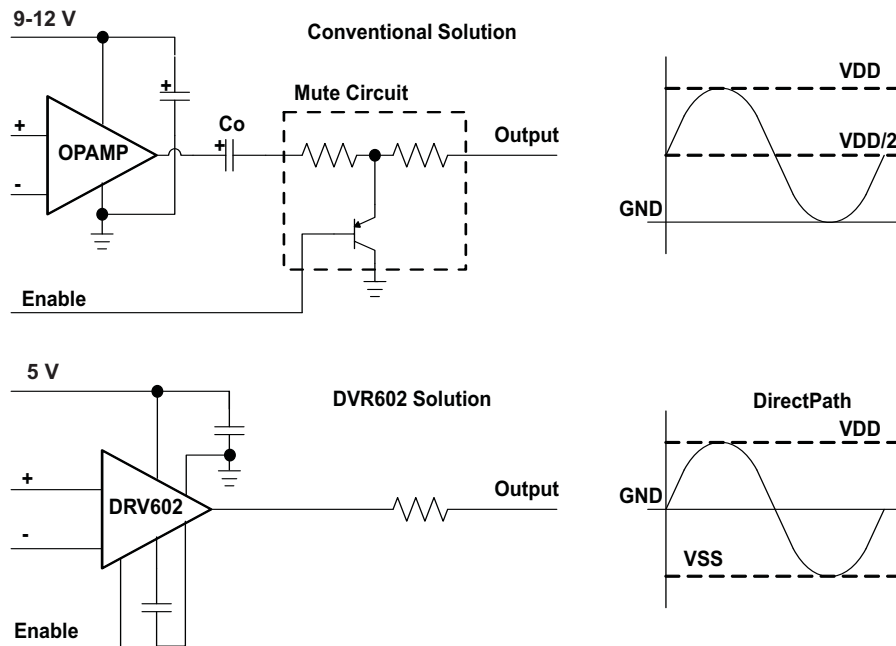 9-12 V
Conventional Solution
Mute Circuit
+
+
Co
+
OPAMP
-
Output
Enable
VDD
VDD/2
GND
5 V
DVR602 Solution
+
DRV602
-
Output
Enable
DirectPath
VDD
GND
VSS